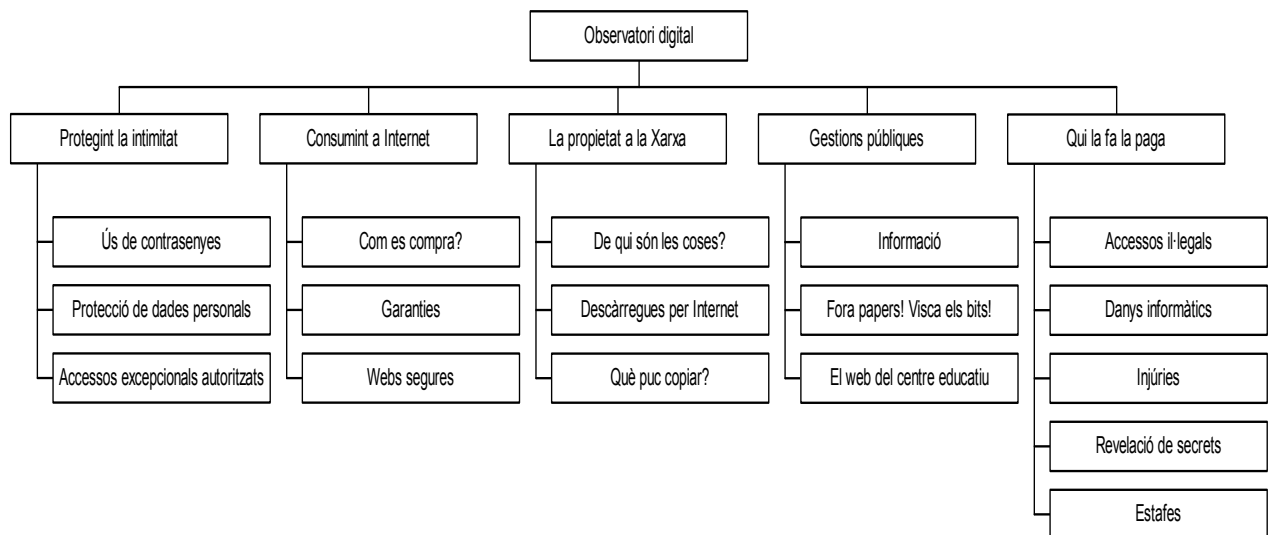 Observatori digital
Protegint la intimitat
Consumint a Internet
La propietat a la Xarxa
Gestions públiques
Qui la fa la paga
Ús de contrasenyes
Com es compra?
De qui són les coses?
Informació
Accessos il·legals
Protecció de dades personals
Garanties
Descàrregues per Internet
Fora papers! Visca els bits!
Danys informàtics
Accessos excepcionals autoritzats
Webs segures
Què puc copiar?
El web del centre educatiu
Injúries
Revelació de secrets
Estafes